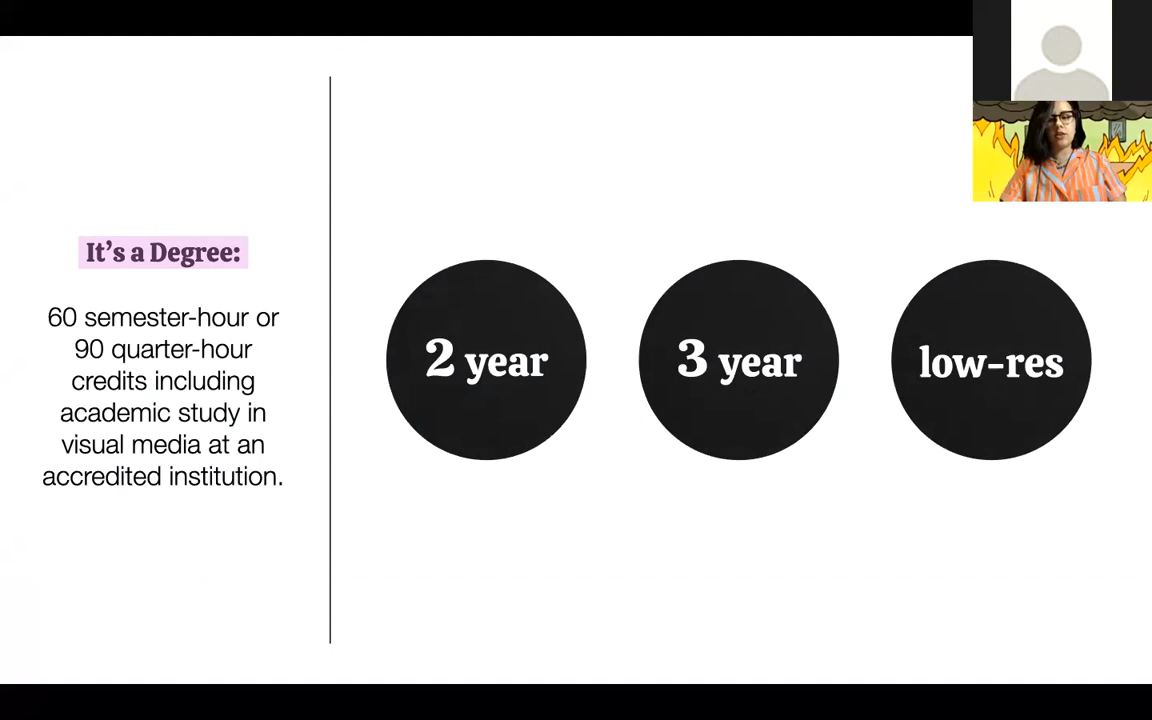 It's a Degree:
60 semester-hour or
90 quarter-hour
credits including
academic study in
visual media at an
accredited institution.
2 year
3 year
low-res